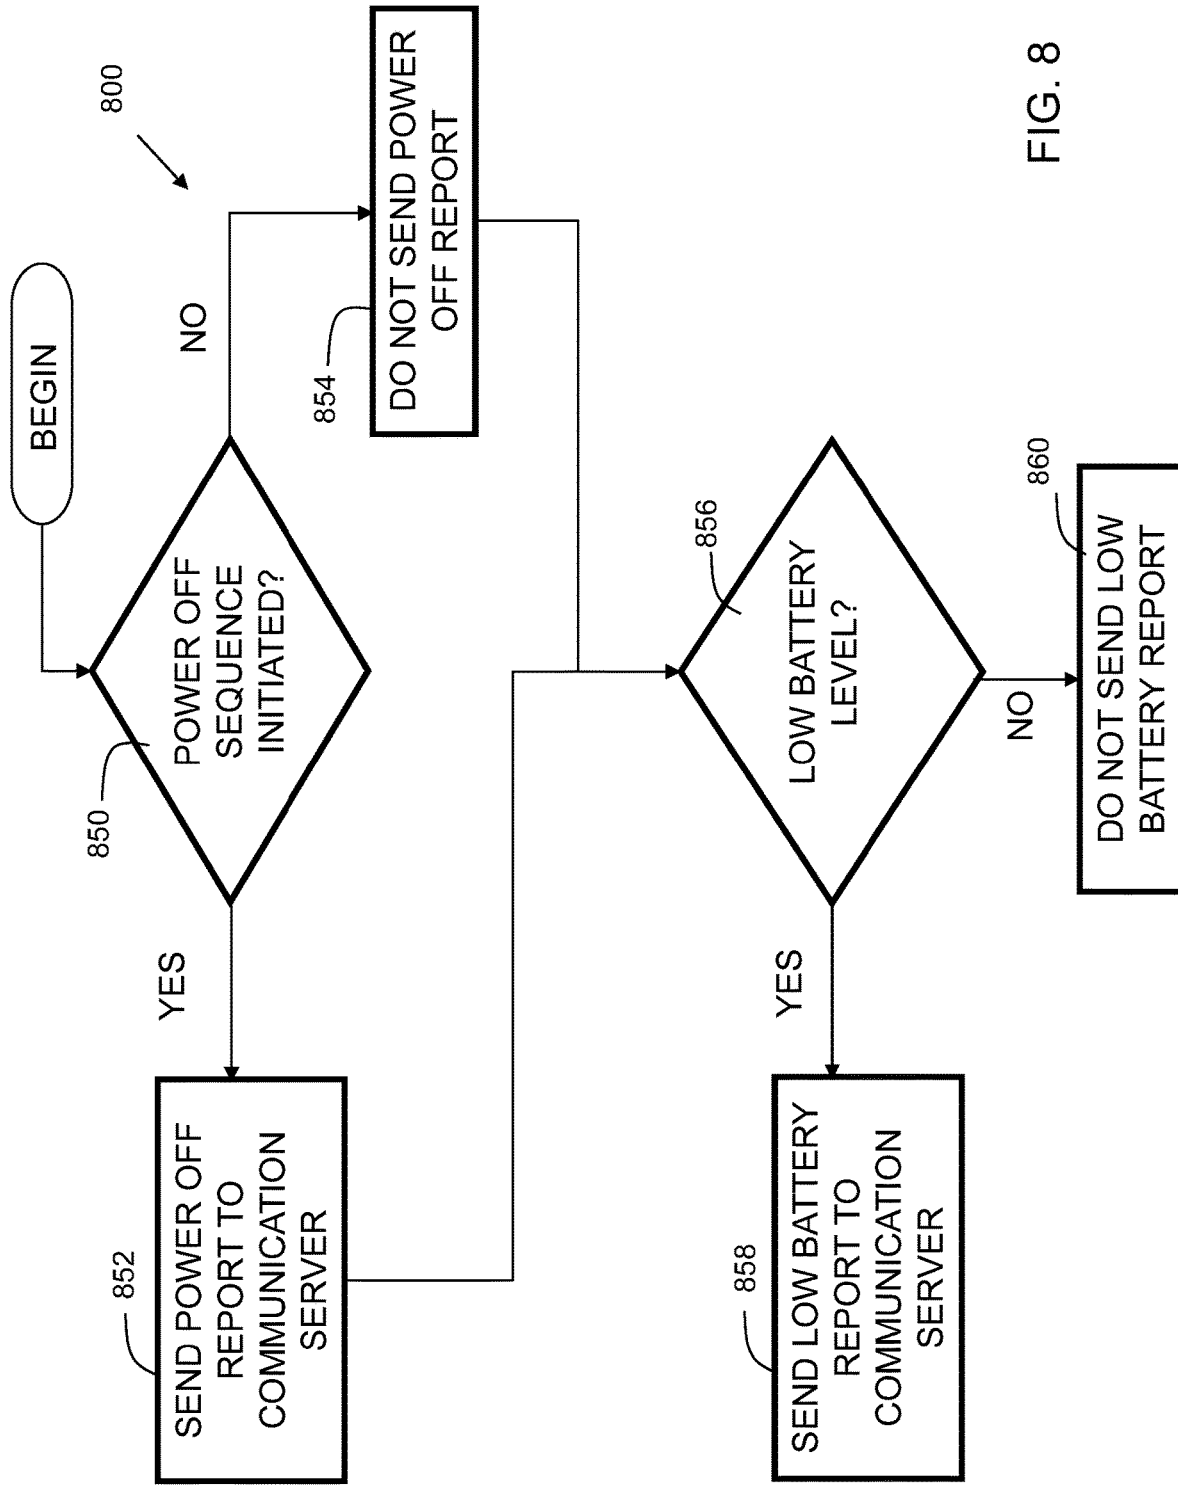 BEGIN
800
850
POWER OFF
SEQUENCE
INITIATED?
YES
NO
852
SEND POWER OFF
REPORT TO
COMMUNICATION
SERVER
854
DO NOT SEND POWER
OFF REPORT
856
LOW BATTERY
LEVEL?
YES
NO
858
SEND LOW BATTERY
REPORT TO
COMMUNICATION
SERVER
860
DO NOT SEND LOW
BATTERY REPORT
FIG. 8